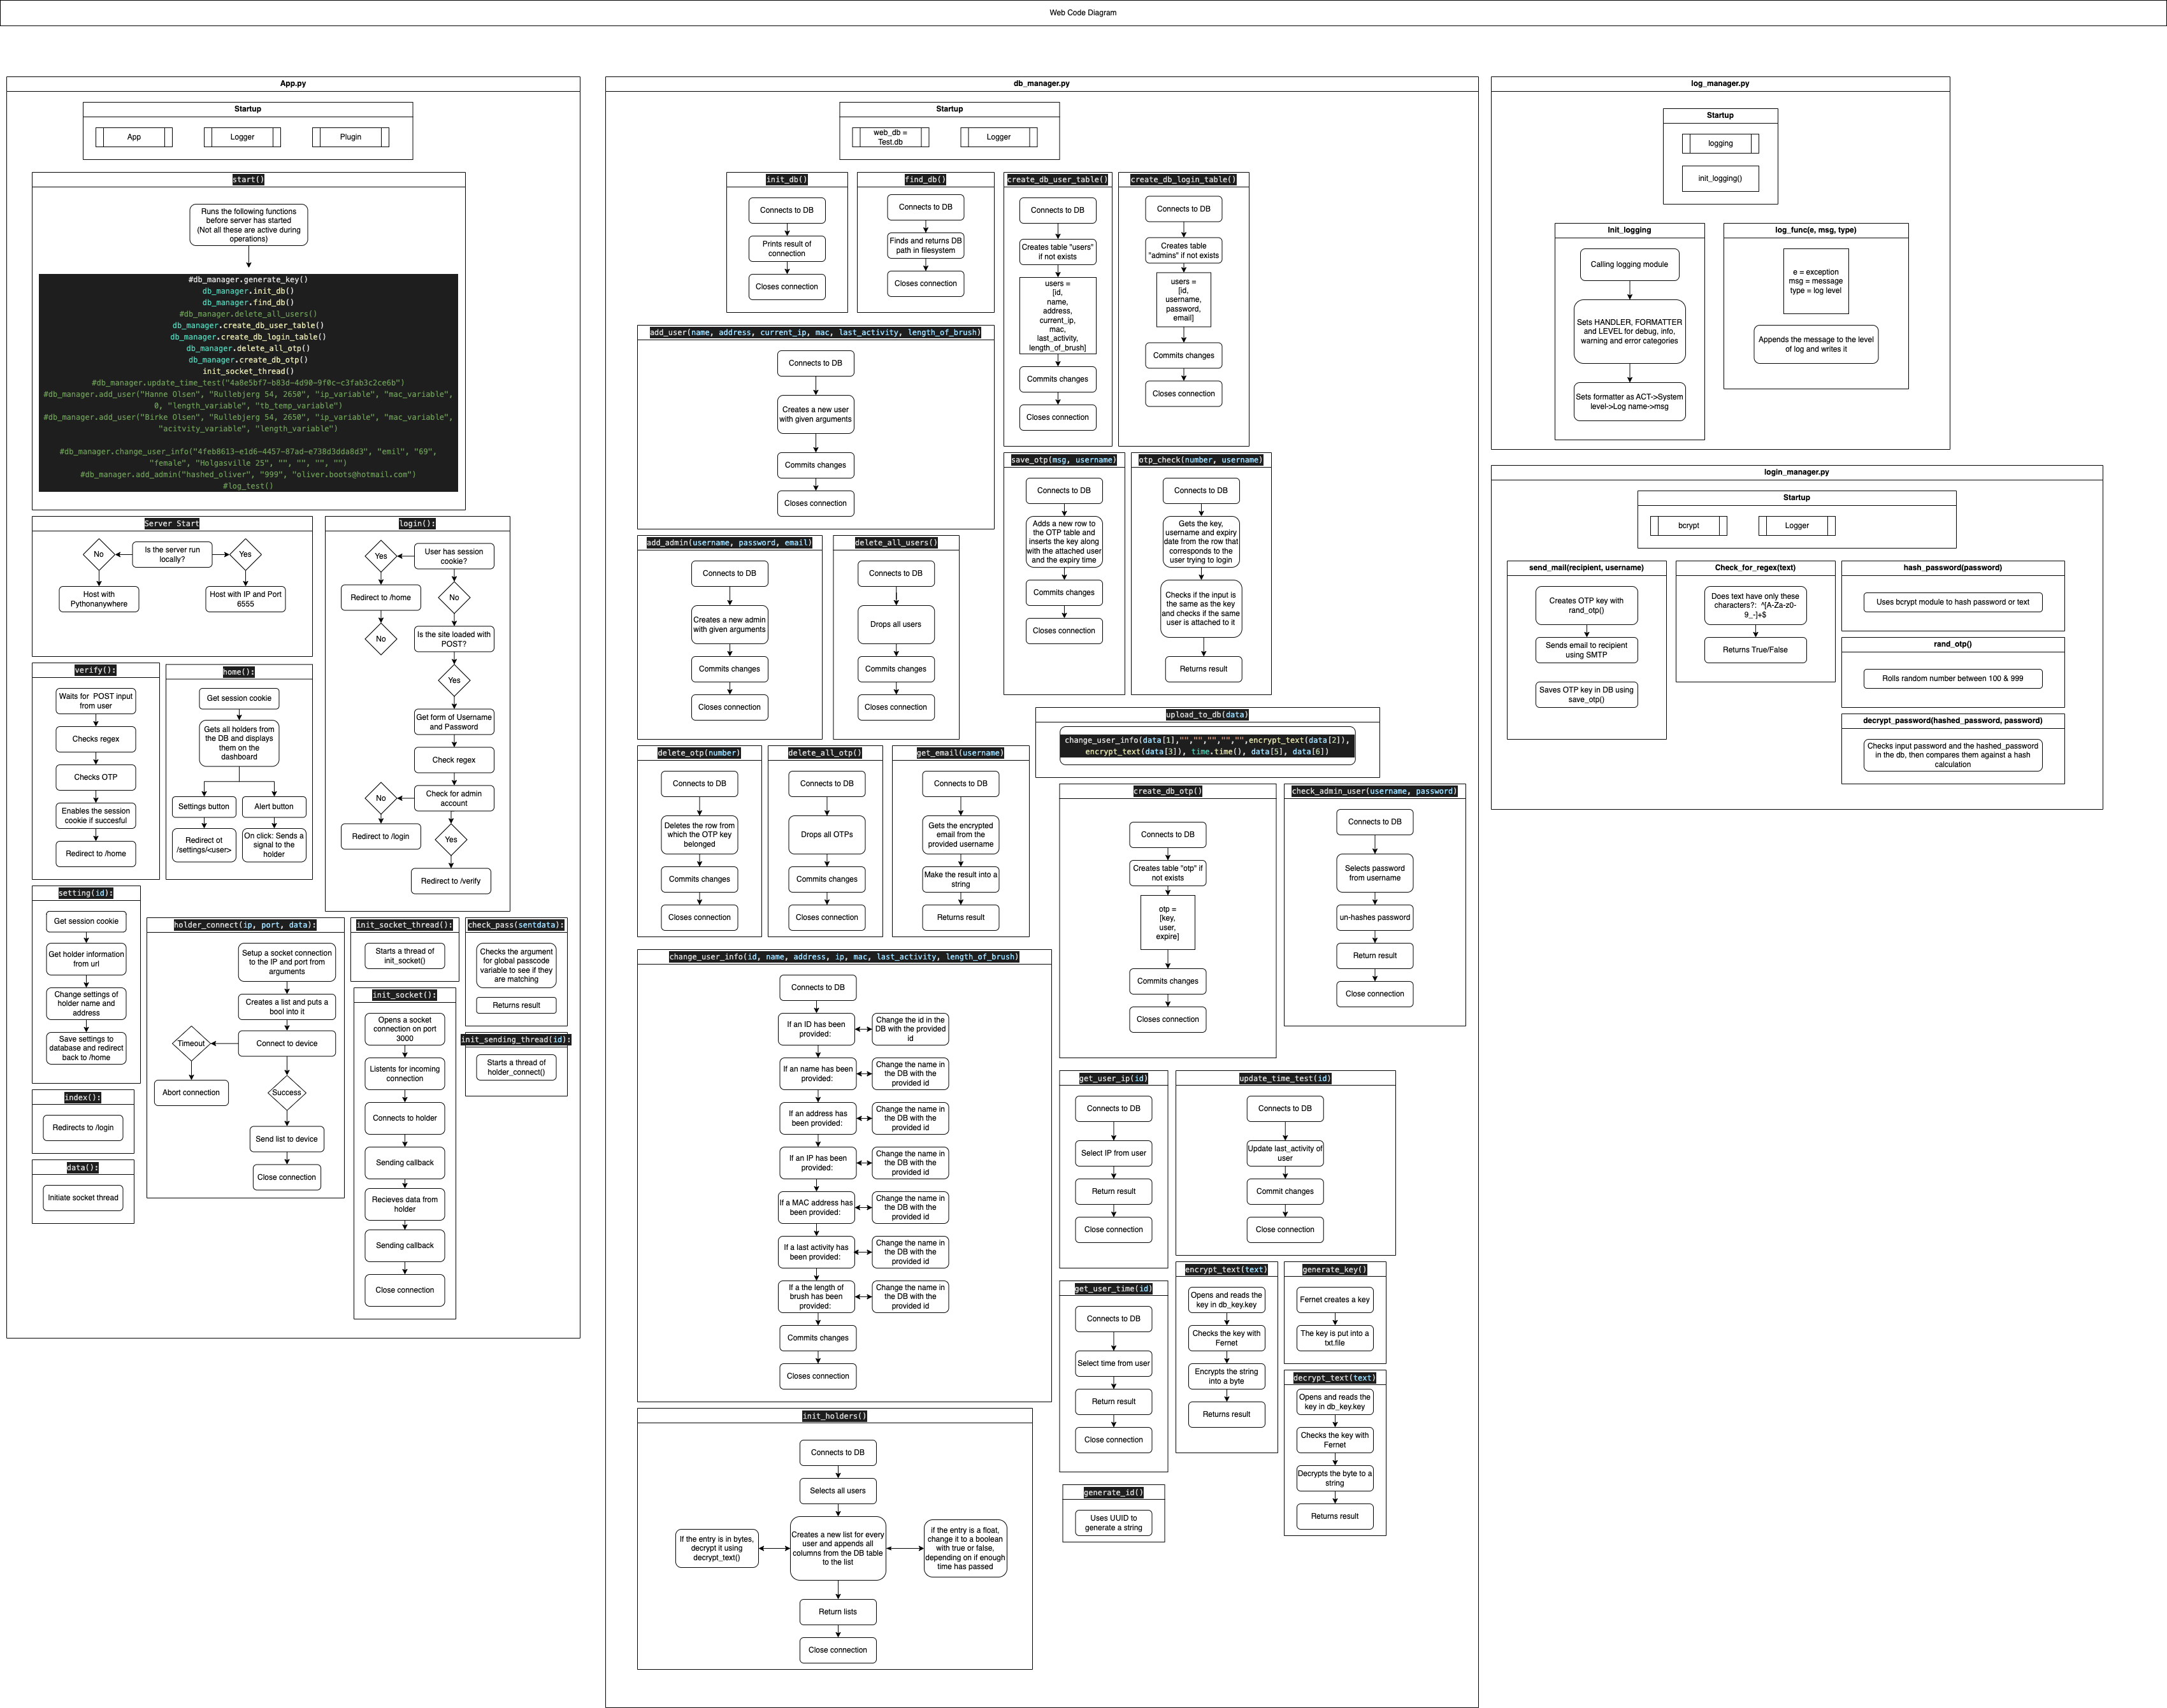 Web Code Diagram
App.py
Startup
App
Logger
Plugin
start()
Runs the following functions
before server has started
(Not all these are active during
operations)
#db_manager.generate_key()
db_manager.init_db()
db_manager.find_db()
#db_manager.delete_all_users()
db_manager.create_db_user_table()
db_manager.create_db_login_table()
db_manager.delete_all_otp()
db_manager.create_db_otp()
init_socket_thread()
#db_manager.update_time_test("4a8e5bf7-b83d-4d90-9f0c-c3fab3c2ce6b")
#db_manager.add_user("Hanne Olsen", "Rullebjerg 54, 2650", "ip_variable", "mac_variable",
0, "length_variable", "tb_temp_variable")
#db_manager.add_user("Birke Olsen", "Rullebjerg 54, 2650", "ip_variable", "mac_variable",
"acitvity_variable", "length_variable")
#db_manager.change_user_info("4feb8613-e1d6-4457-87ad-e738d3dda8d3", "emil", "69",
"female", "Holgasville 25", "", "", "", "")
#db_manager.add_admin("hashed_oliver", "999", "oliver.boots@hotmail.com")
#log_test()
Server Start
No
Is the server run
locally?
Yes
Host with
Pythonanywhere
Host with IP and Port
6555
login():
Yes
User has session
cookie?
Redirect to /home
No
No
Is the site loaded with
POST?
Yes
Get form of Username
and Password
Check regex
No
Check for admin
account
Redirect to /login
Yes
Redirect to /verify
verify():
Waits for  POST input
from user
Checks regex
Checks OTP
Enables the session
cookie if succesful
Redirect to /home
home():
Get session cookie
Gets all holders from
the DB and displays
them on the
dashboard
Settings button
Alert button
Redirect ot
/settings/<user>
On click: Sends a
signal to the
holder
setting(id):
Get session cookie
Get holder information
from url
Change settings of
holder name and
address
Save settings to
database and redirect
back to /home
index():
Redirects to /login
data():
Initiate socket thread
holder_connect(ip, port, data):
Setup a socket connection
to the IP and port from
arguments
Creates a list and puts a
bool into it
Timeout
Connect to device
Abort connection
Success
Send list to device
Close connection
init_socket_thread():
Starts a thread of
init_socket()
init_socket():
Opens a socket
connection on port
3000
Listents for incoming
connection
Connects to holder
Sending callback
Recieves data from
holder
Sending callback
Close connection
check_pass(sentdata):
Checks the argument
for global passcode
variable to see if they
are matching
Returns result
init_sending_thread(id):
Starts a thread of
holder_connect()
db_manager.py
Startup
web_db =
Test.db
Logger
init_db()
Connects to DB
Prints result of
connection
Closes connection
find_db()
Connects to DB
Finds and returns DB
path in filesystem
Closes connection
create_db_user_table()
Connects to DB
Creates table "users"
if not exists
users =
[id,
name,
address,
current_ip,
mac,
last_activity,
length_of_brush]
Commits changes
Closes connection
create_db_login_table()
Connects to DB
Creates table
"admins" if not exists
users =
[id,
username,
password,
email]
Commits changes
Closes connection
add_user(name, address, current_ip, mac, last_activity, length_of_brush)
Connects to DB
Creates a new user
with given arguments
Commits changes
Closes connection
save_otp(msg, username)
Connects to DB
Adds a new row to
the OTP table and
inserts the key along
with the attached user
and the expiry time
Commits changes
Closes connection
otp_check(number, username)
Connects to DB
Gets the key,
username and expiry
date from the row that
corresponds to the
user trying to login
Checks if the input is
the same as the key
and checks if the same
user is attached to it
Returns result
add_admin(username, password, email)
Connects to DB
Creates a new admin
with given arguments
Commits changes
Closes connection
delete_all_users()
Connects to DB
Drops all users
Commits changes
Closes connection
upload_to_db(data)
change_user_info(data[1],"","","","","",encrypt_text(data[2]),
encrypt_text(data[3]), time.time(), data[5], data[6])
delete_otp(number)
Connects to DB
Deletes the row from
which the OTP key
belonged
Commits changes
Closes connection
delete_all_otp()
Connects to DB
Drops all OTPs
Commits changes
Closes connection
get_email(username)
Connects to DB
Gets the encrypted
email from the
provided username
Make the result into a
string
Returns result
create_db_otp()
Connects to DB
Creates table "otp" if
not exists
otp =
[key,
user,
expire]
Commits changes
Closes connection
check_admin_user(username, password)
Connects to DB
Selects password
from username
un-hashes password
Return result
Close connection
change_user_info(id, name, address, ip, mac, last_activity, length_of_brush)
Connects to DB
If an ID has been
provided:
Change the id in the
DB with the provided
id
If an name has been
provided:
Change the name in
the DB with the
provided id
If an address has
been provided:
Change the name in
the DB with the
provided id
If an IP has been
provided:
Change the name in
the DB with the
provided id
If a MAC address has
been provided:
Change the name in
the DB with the
provided id
If a last activity has
been provided:
Change the name in
the DB with the
provided id
If a the length of
brush has been
provided:
Change the name in
the DB with the
provided id
Commits changes
Closes connection
get_user_ip(id)
Connects to DB
Select IP from user
Return result
Close connection
update_time_test(id)
Connects to DB
Update last_activity of
user
Commit changes
Close connection
get_user_time(id)
Connects to DB
Select time from user
Return result
Close connection
encrypt_text(text)
Opens and reads the
key in db_key.key
Checks the key with
Fernet
Encrypts the string
into a byte
Returns result
generate_key()
Fernet creates a key
The key is put into a
txt.file
decrypt_text(text)
Opens and reads the
key in db_key.key
Checks the key with
Fernet
Decrypts the byte to a
string
Returns result
generate_id()
Uses UUID to
generate a string
init_holders()
Connects to DB
Selects all users
If the entry is in bytes,
decrypt it using
decrypt_text()
Creates a new list for every
user and appends all
columns from the DB table
to the list
if the entry is a float,
change it to a boolean
with true or false,
depending on if enough
time has passed
Return lists
Close connection
log_manager.py
Startup
logging
init_logging()
Init_logging
Calling logging module
Sets HANDLER, FORMATTER
and LEVEL for debug, info,
warning and error categories
Sets formatter as ACT->System
level->Log name->msg
log_func(e, msg, type)
e = exception
msg = message
type = log level
Appends the message to the level
of log and writes it
login_manager.py
Startup
bcrypt
Logger
send_mail(recipient, username)
Creates OTP key with
rand_otp()
Sends email to recipient
using SMTP
Saves OTP key in DB using
save_otp()
Check_for_regex(text)
Does text have only these
characters?:  ^[A-Za-z0-
9_-]+$
Returns True/False
hash_password(password)
Uses bcrypt module to hash password or text
rand_otp()
Rolls random number between 100 & 999
decrypt_password(hashed_password, password)
Checks input password and the hashed_password
in the db, then compares them against a hash
calculation